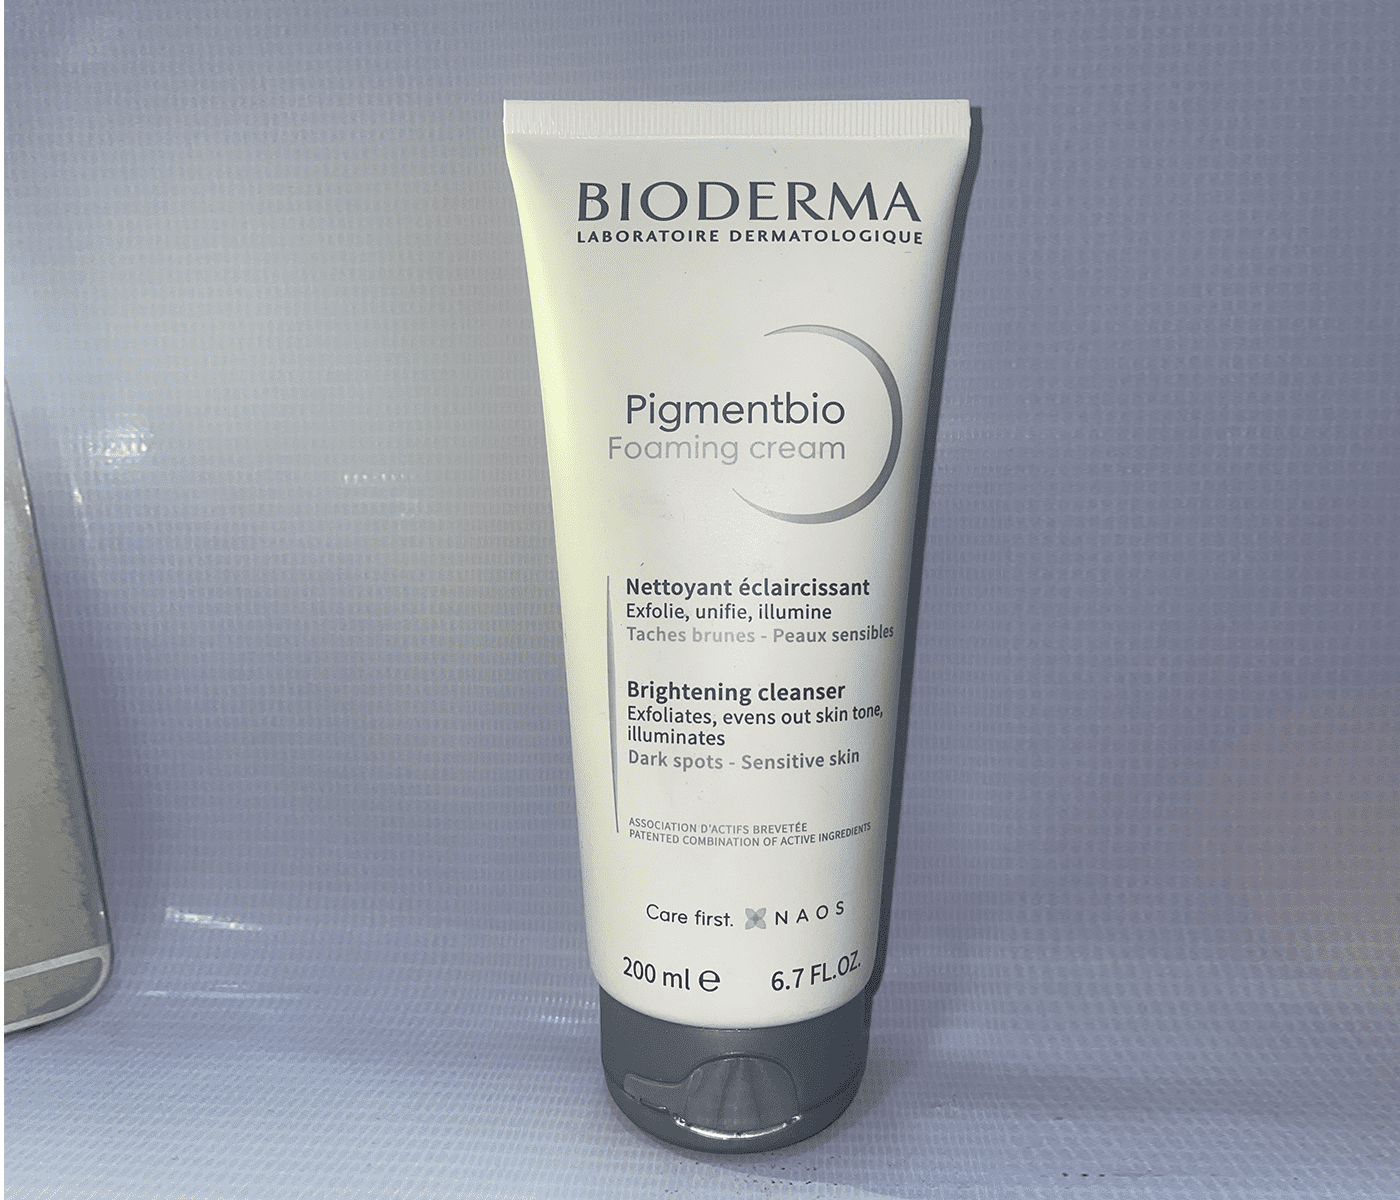 BIODERMA
LABORATOIRE DERMATOLOGIQUE
Pigmentbio
Foaming cream
Nettoyant éclaircissant
Exfolie, unifie, illumine
Taches brunes - Peaux sensibles
Brightening cleanser
Exfoliates, evens out skin tone,
illuminates
Dark spots - Sensitive skin
ASSOCIATION D'ACTIFS BREVETÉE
PATENTED COMBINATION OF ACTIVE INGREDIENTS
Care first. NAOS
200 ml ℮ 6.7 FL.OZ.